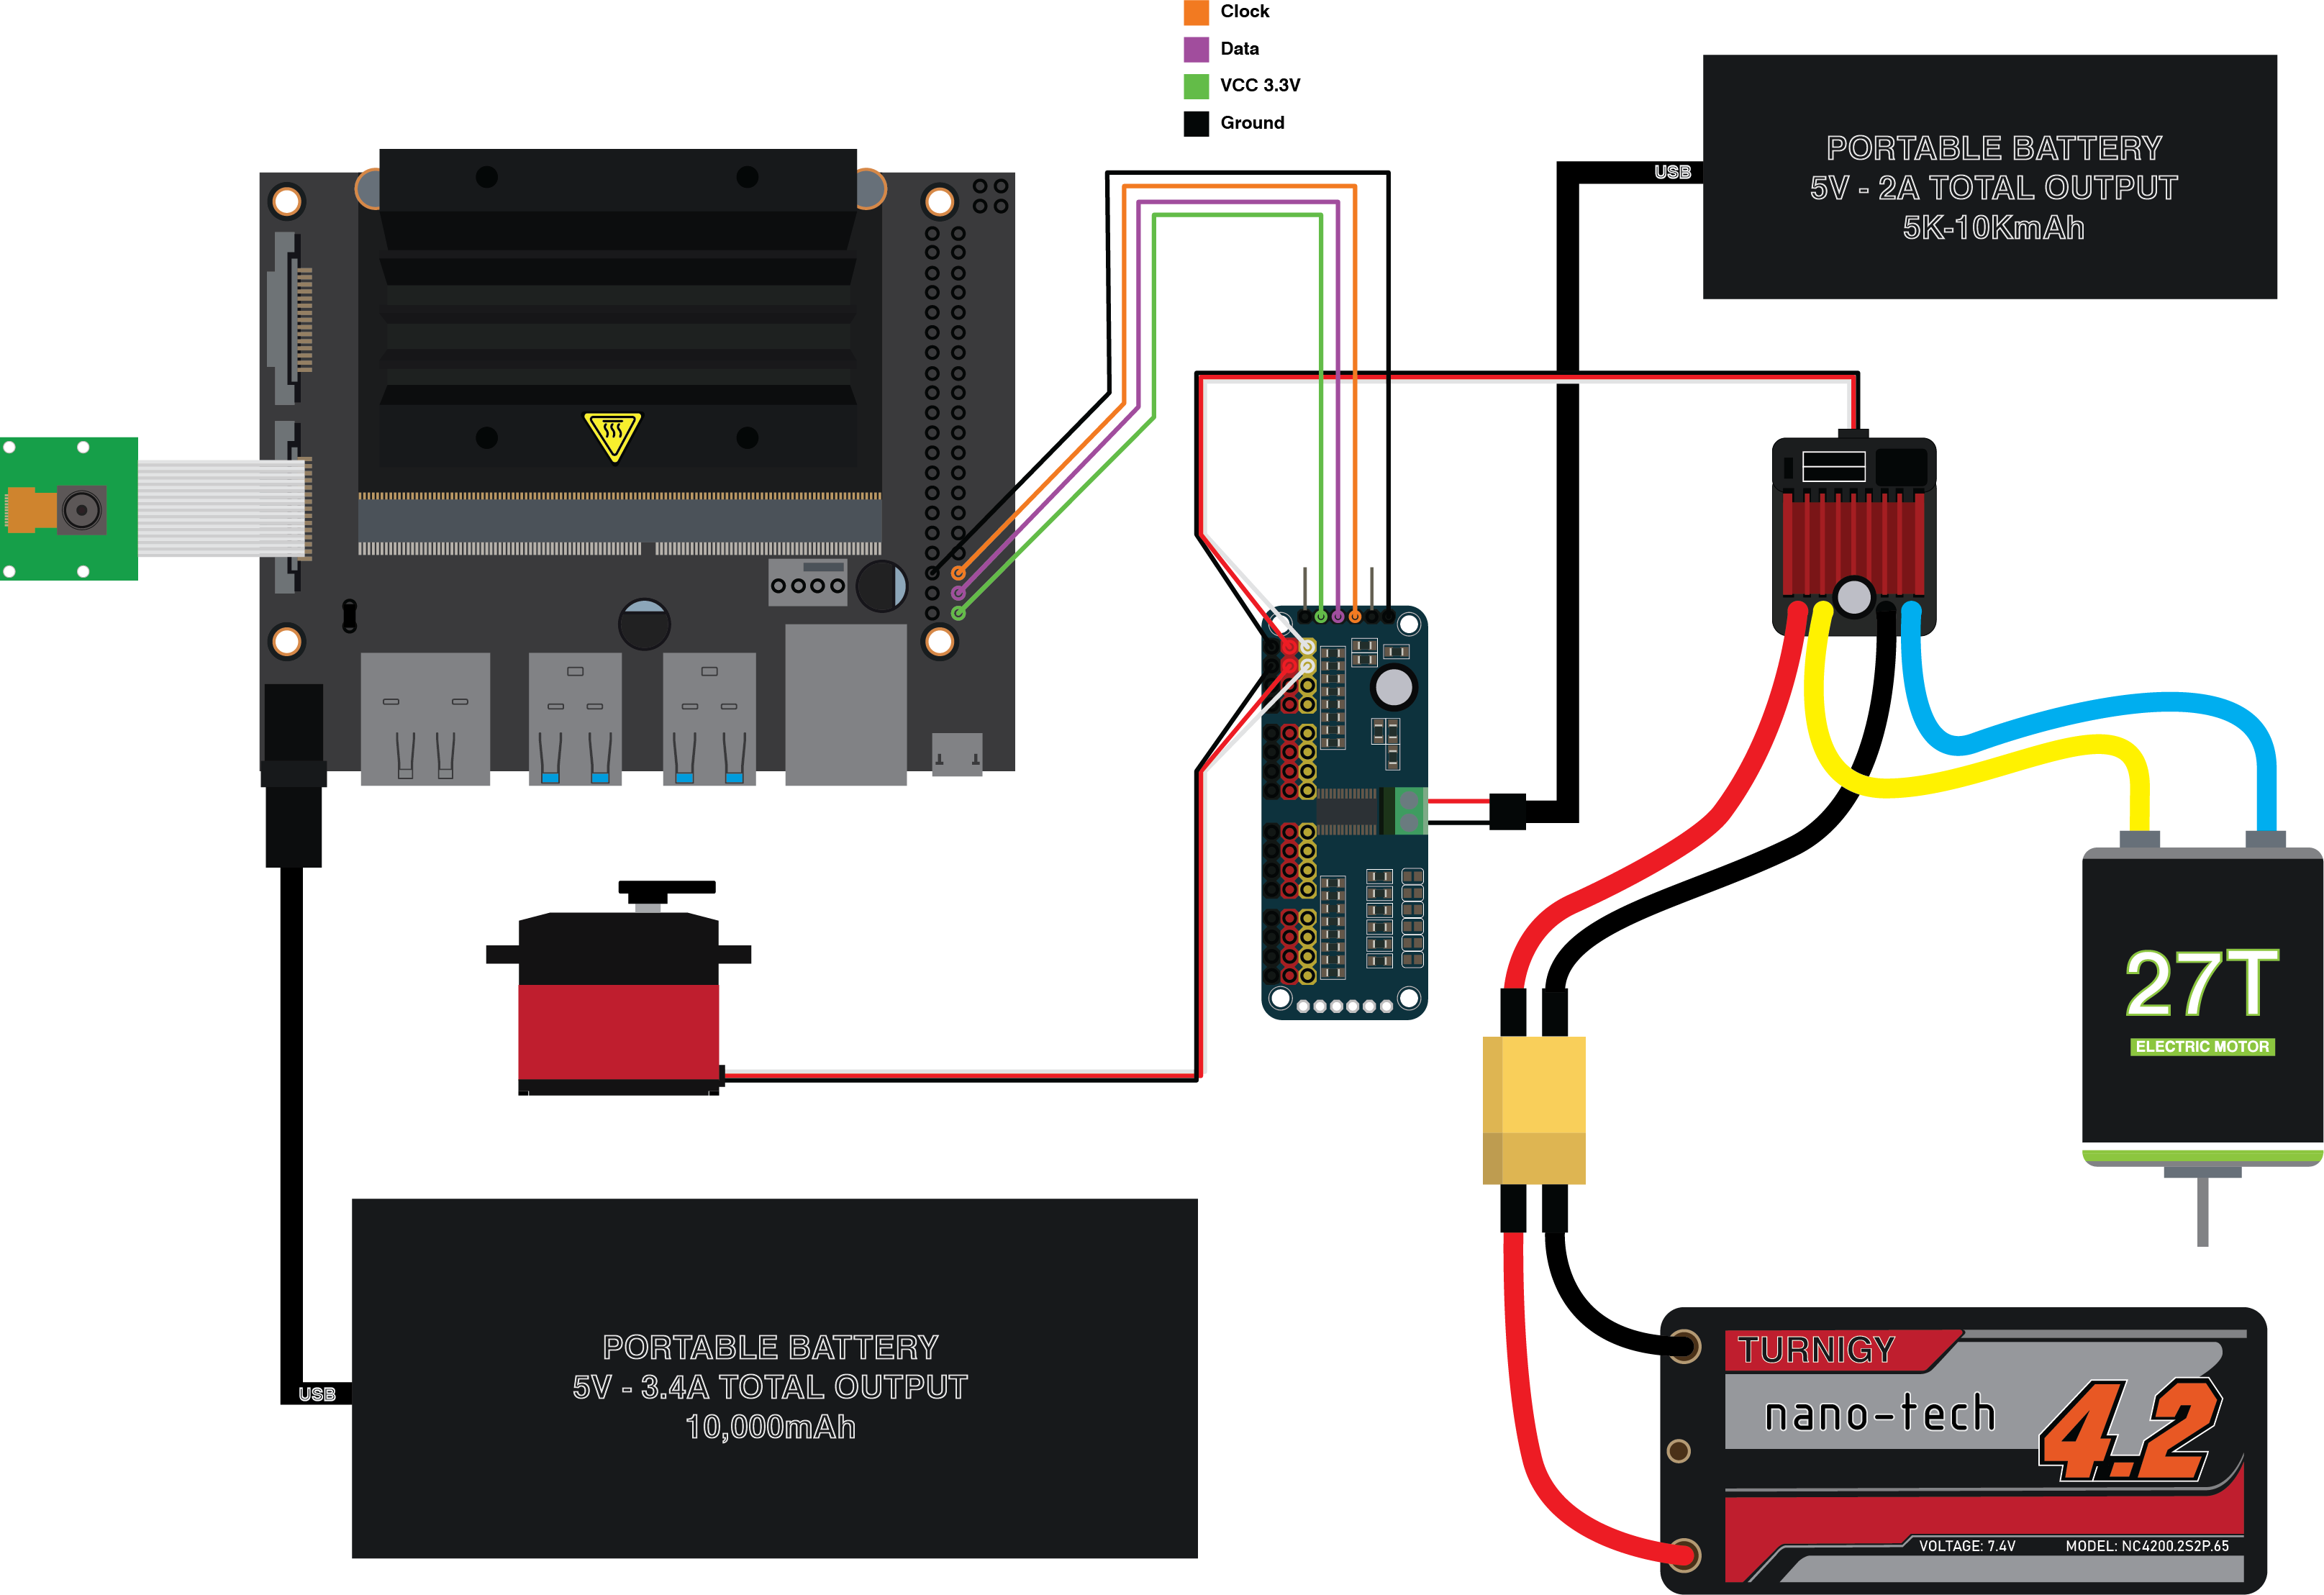 Clock
Data
VCC 3.3V
Ground
USB
PORTABLE BATTERY
5V - 2A TOTAL OUTPUT
5K-10KmAh
27T
ELECTRIC MOTOR
USB
PORTABLE BATTERY
5V - 3.4A TOTAL OUTPUT
10,000mAh
TURNIGY
nano-tech
4.2
VOLTAGE: 7.4V
MODEL: NC4200.2S2P.65